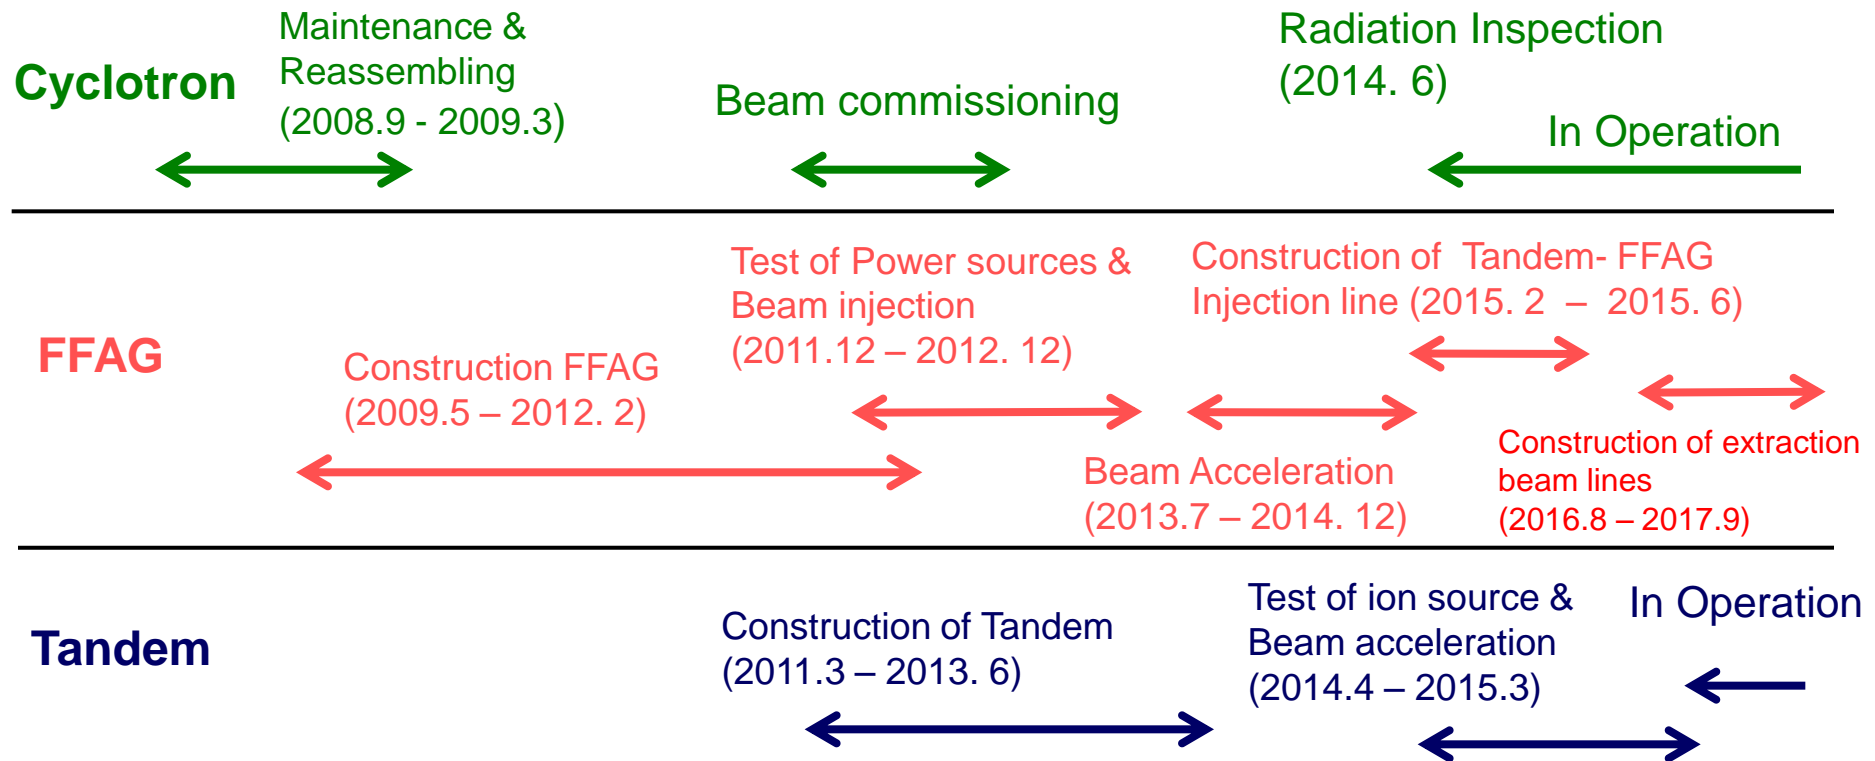 Cyclotron
Maintenance &
Reassembling
(2008.9 - 2009.3)
Beam commissioning
Radiation Inspection
(2014. 6)
In Operation
FFAG
Construction FFAG
(2009.5 – 2012. 2)
Test of Power sources &
Beam injection
(2011.12 – 2012. 12)
Beam Acceleration
(2013.7 – 2014. 12)
Construction of  Tandem- FFAG
Injection line (2015. 2  –  2015. 6)
Construction of extraction
beam lines
(2016.8 – 2017.9)
Tandem
Construction of Tandem
(2011.3 – 2013. 6)
Test of ion source &
Beam acceleration
(2014.4 – 2015.3)
In Operation